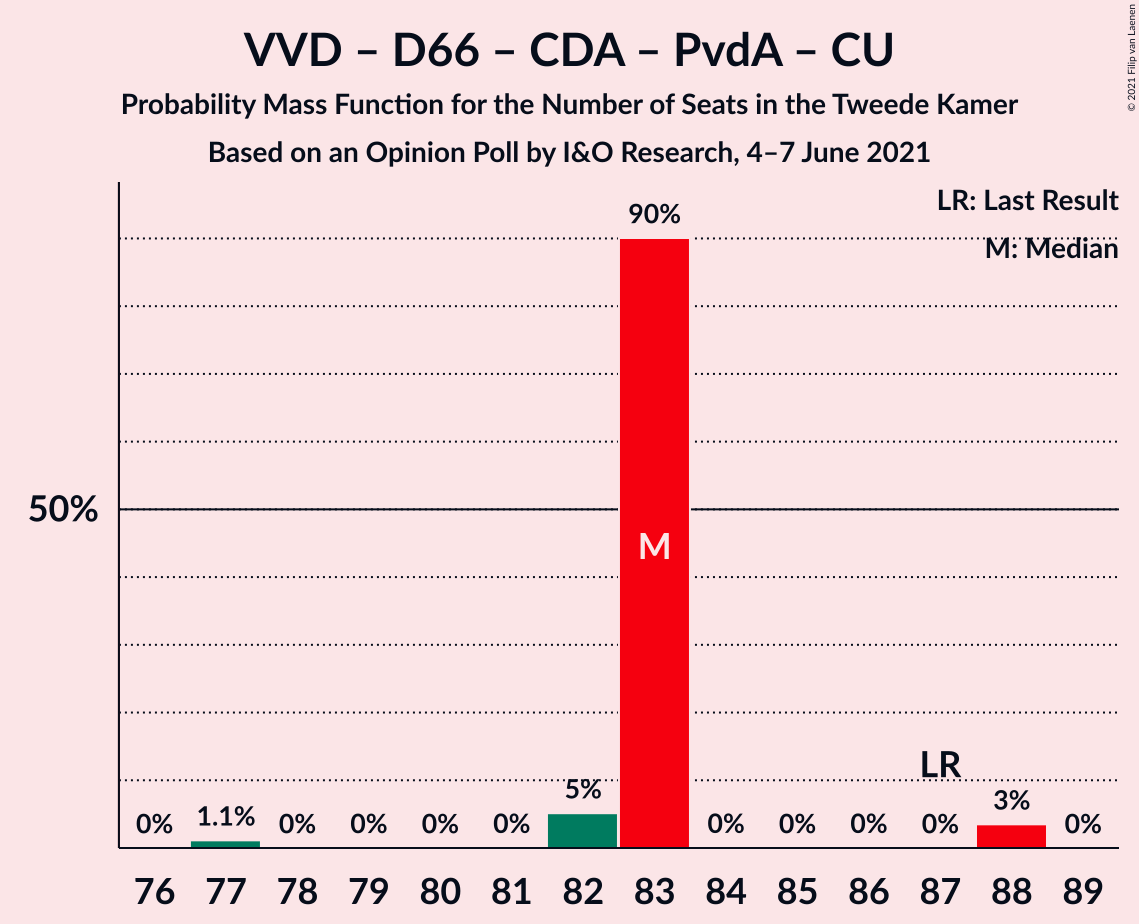 VVD – D66 – CDA – PvdA – CU
Probability Mass Function for the Number of Seats in the Tweede Kamer
Based on an Opinion Poll by I&O Research, 4–7 June 2021
© 2021 Filip van Laenen
LR: Last Result
M: Median
90%
50%
M
LR
0% 1.1% 0% 0% 0% 0% 5% 0% 0% 0% 0% 3% 0%
76 77 78 79 80 81 82 83 84 85 86 87 88 89